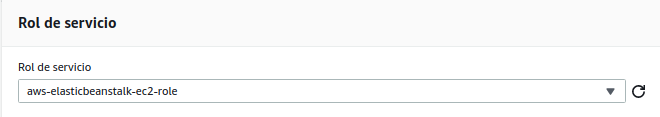 Rol de servicio
Rol de servicio
aws-elasticbeanstalk-ec2-role